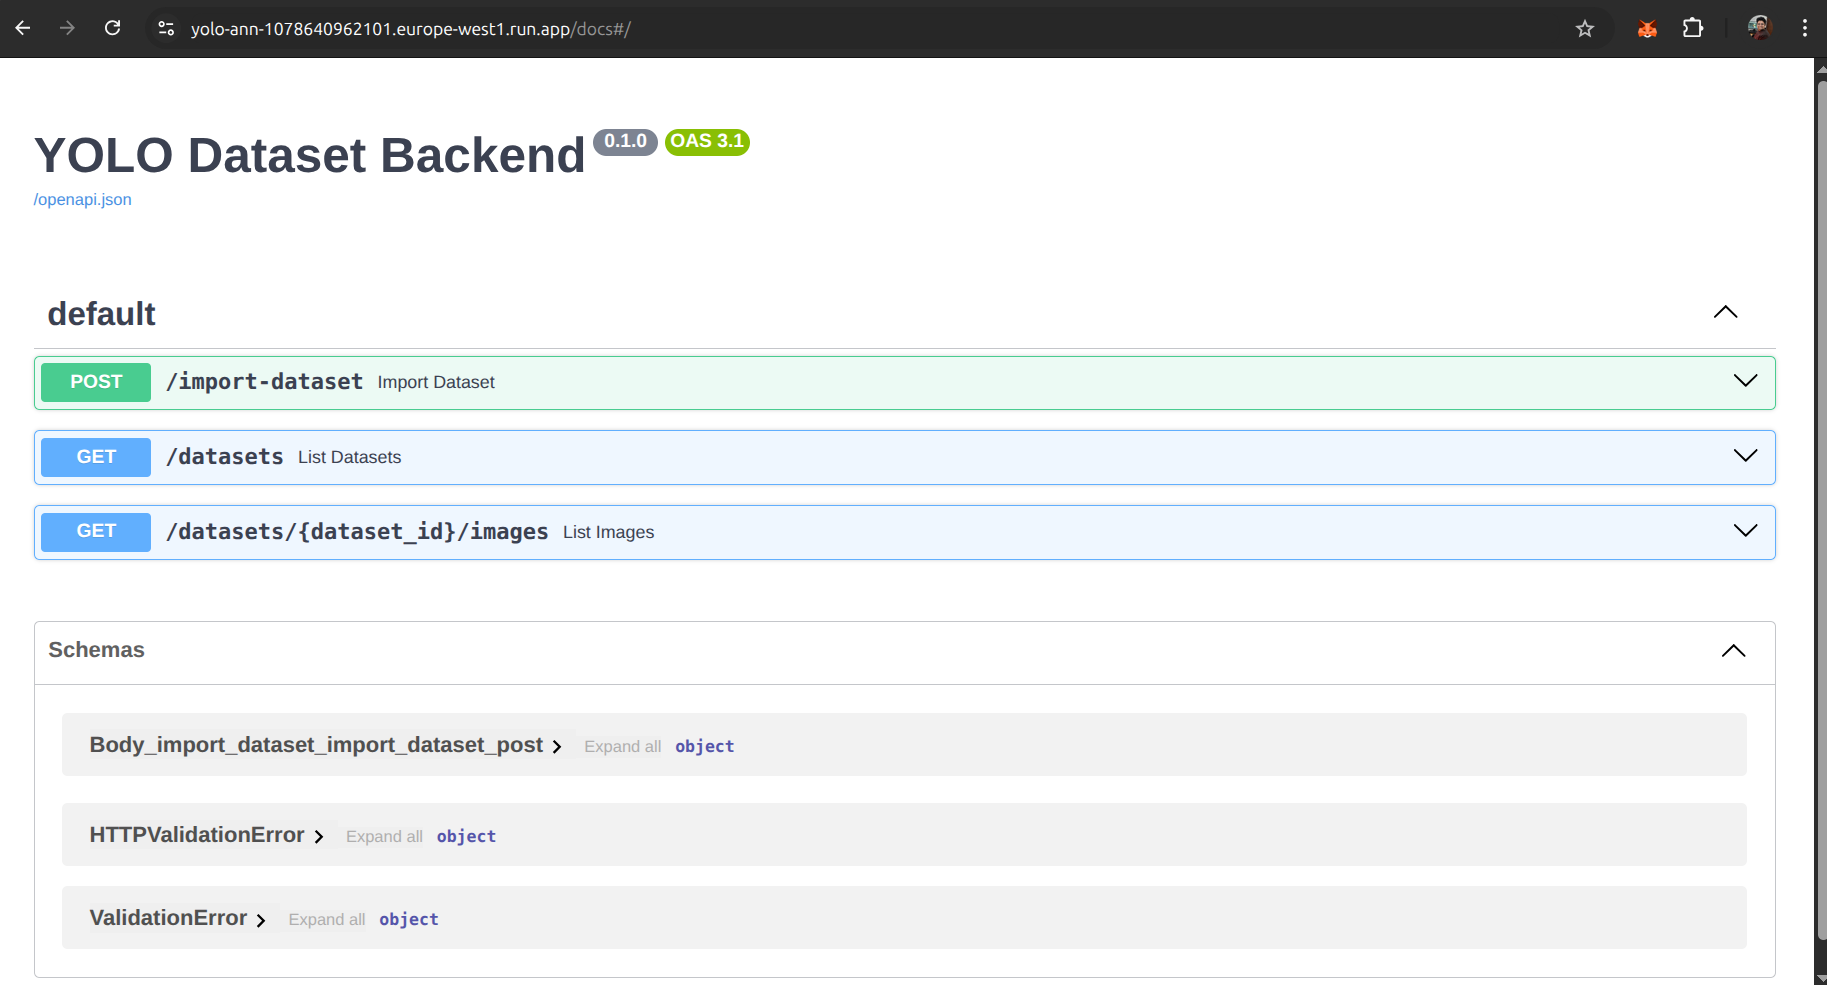 yolo-ann-1078640962101.europe-west1.run.app/docs#/
YOLO Dataset Backend 0.1.0 OAS 3.1
/openapi.json
default
POST /import-dataset Import Dataset
GET /datasets List Datasets
GET /datasets/{dataset_id}/images List Images
Schemas
Body_import_dataset_import_dataset_post Expand all object
HTTPValidationError Expand all object
ValidationError Expand all object